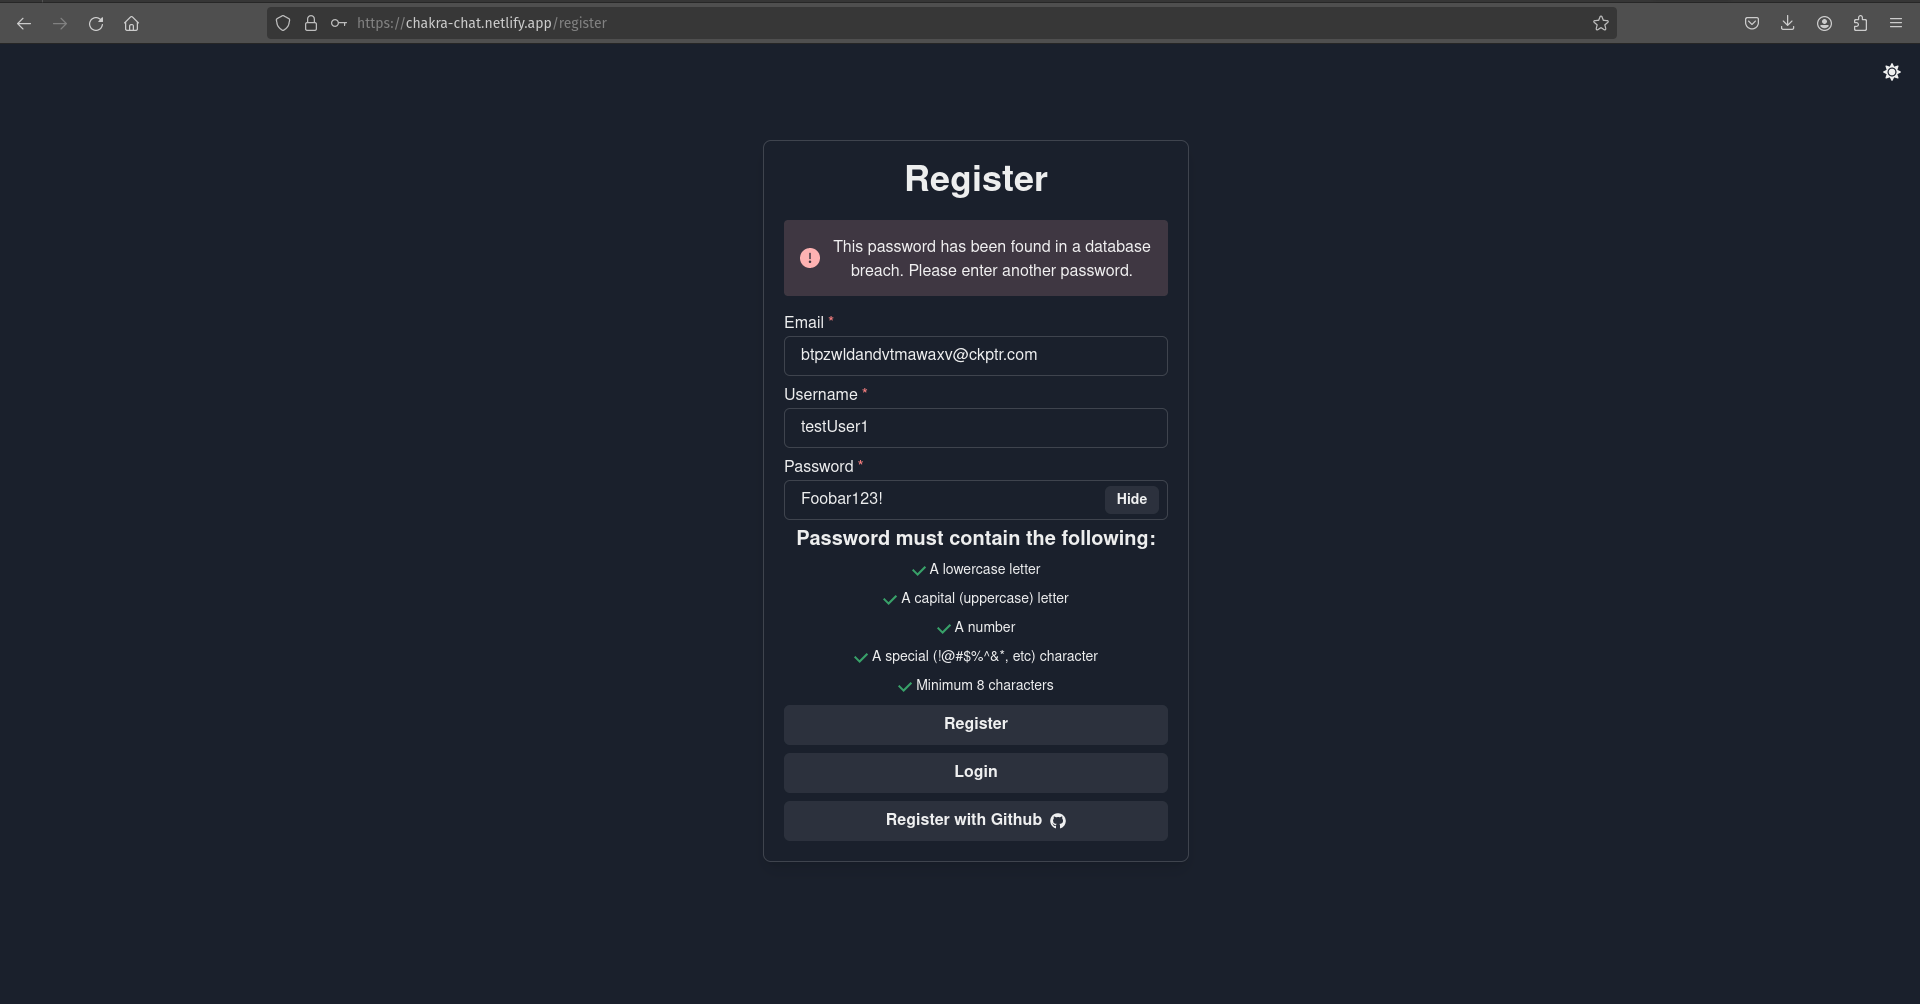 https://chakra-chat.netlify.app/register
Register
This password has been found in a database
breach. Please enter another password.
Email *
btpzwldandvtmawaxv@ckptr.com
Username *
testUser1
Password *
Foobar123!
Hide
Password must contain the following:
A lowercase letter
A capital (uppercase) letter
A number
A special (!@#$%^&*, etc) character
Minimum 8 characters
Register
Login
Register with Github